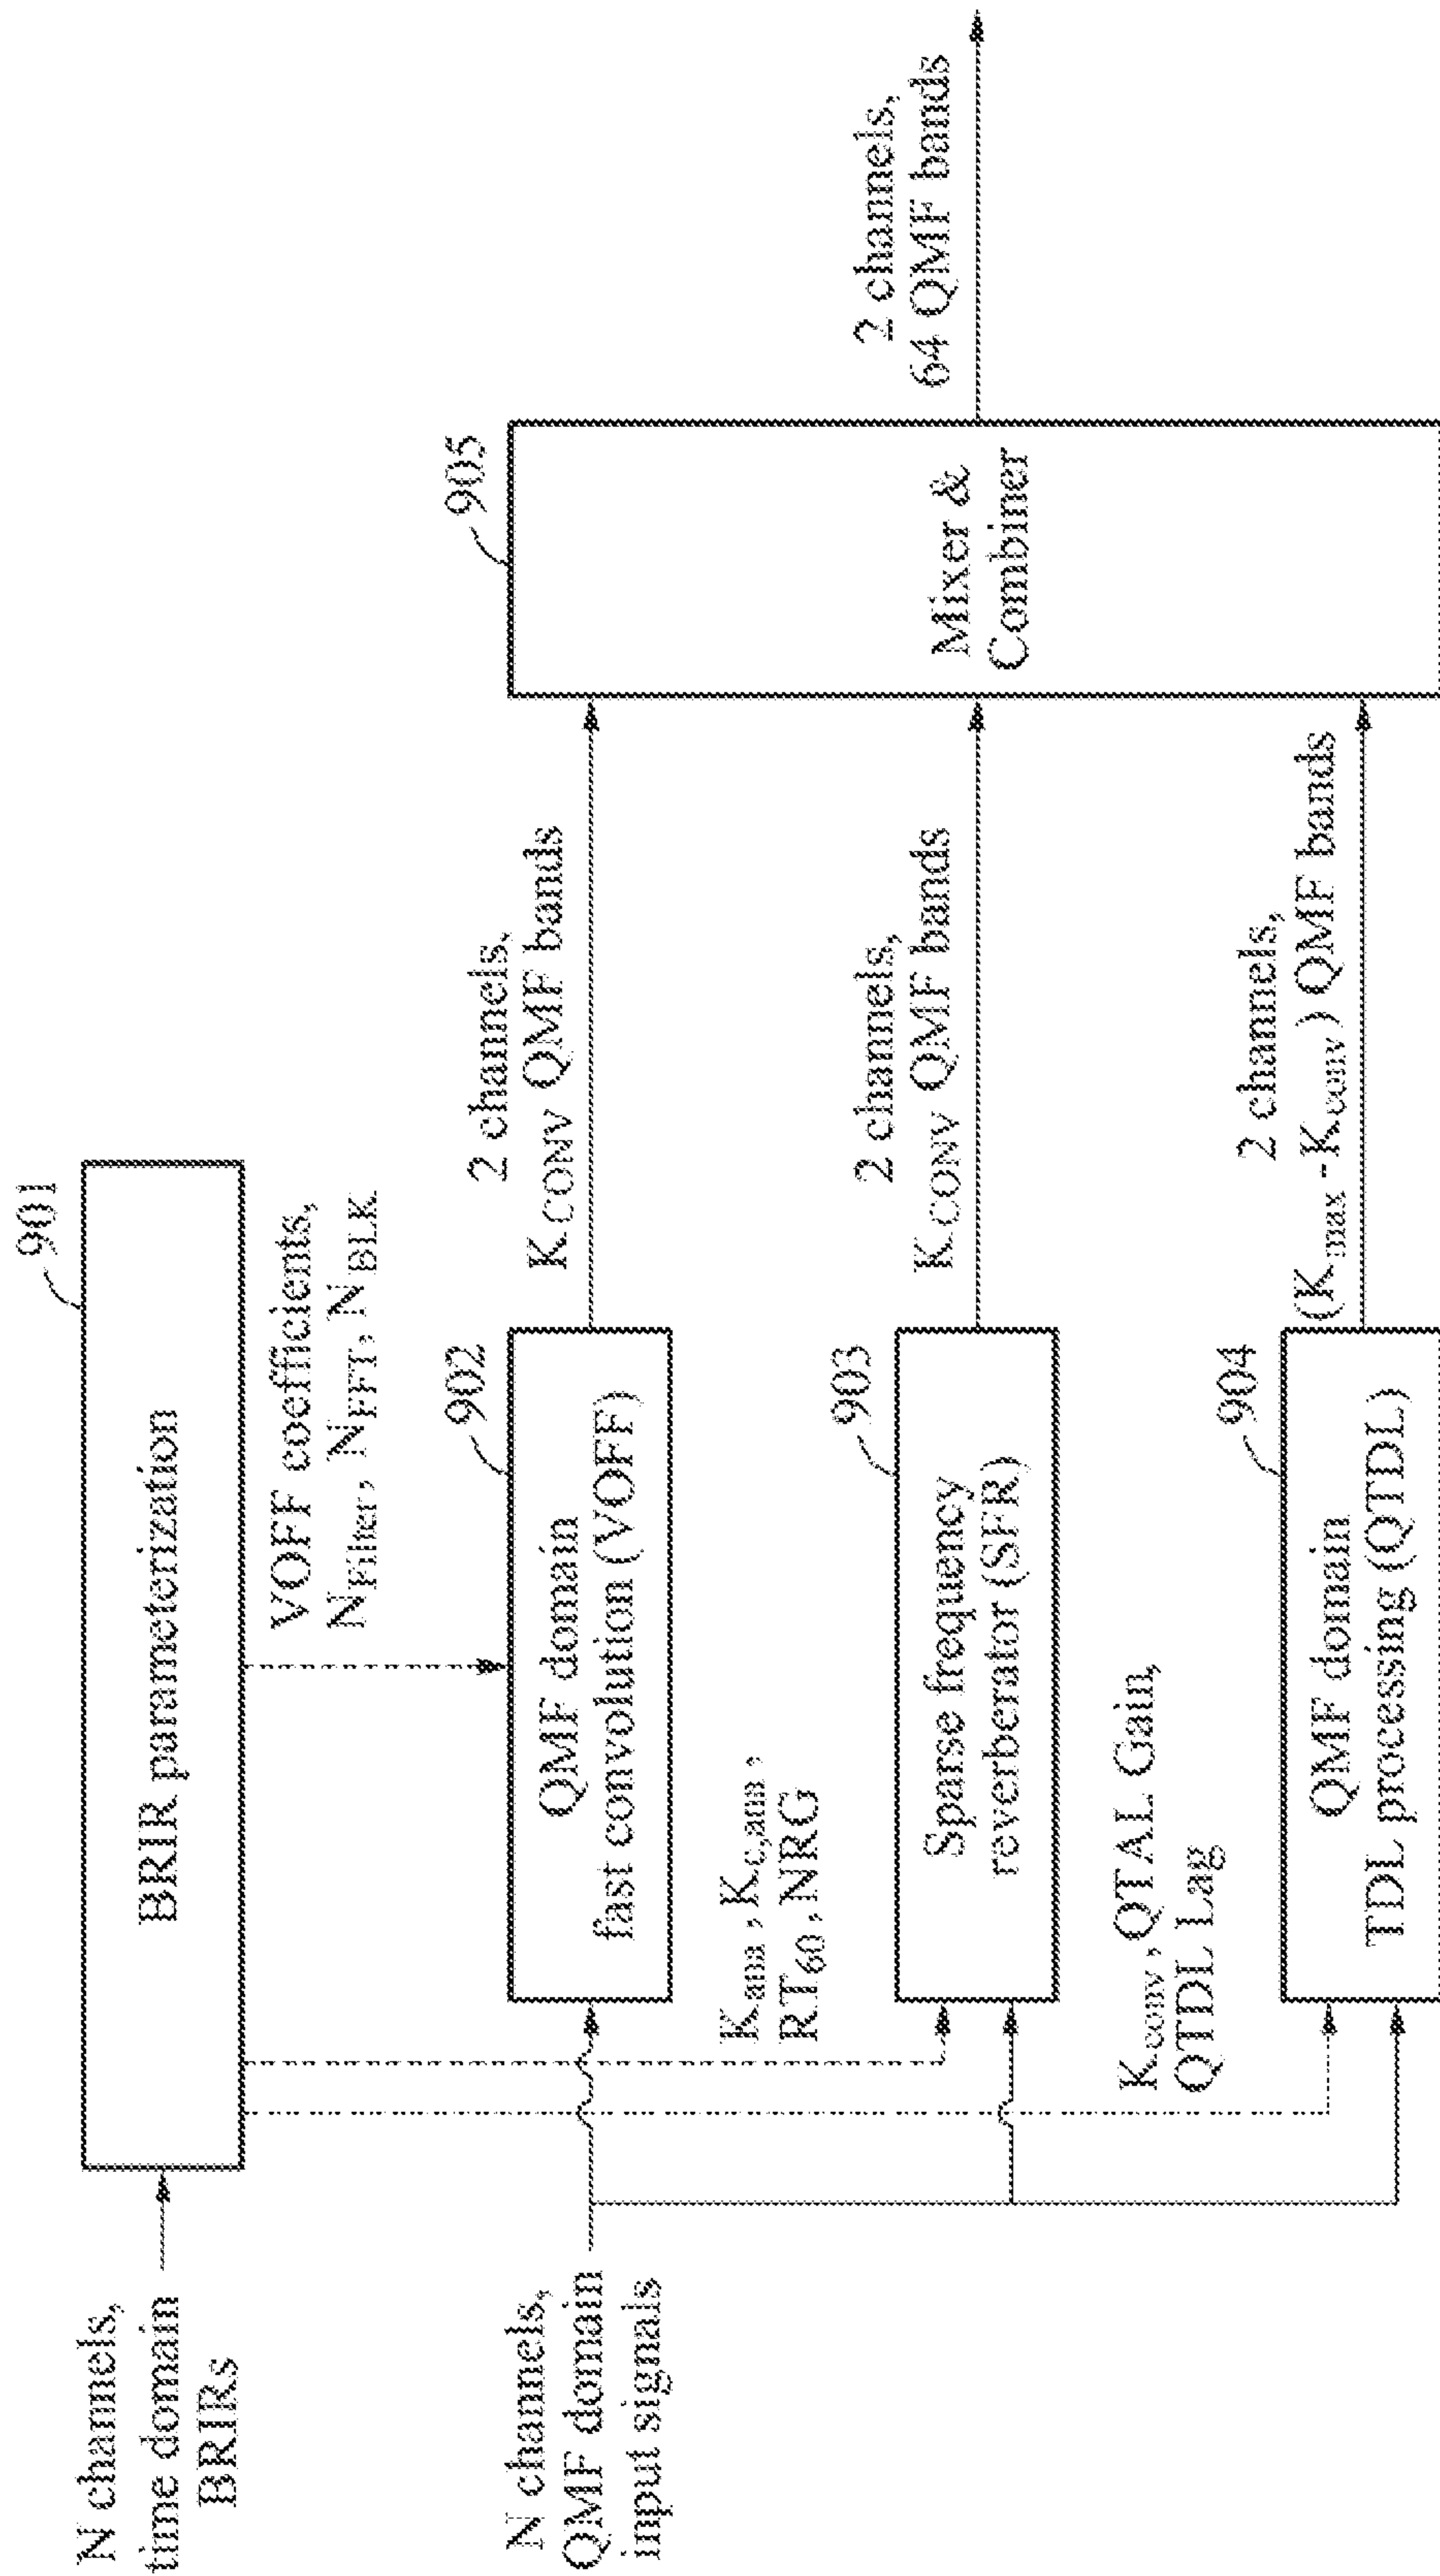 N channels,
time domain
BRIRs
901
BRIR parameterization
VOFF coefficients,
N_Filter, N_FFT, N_BLK
N channels,
QMF domain
input signals
902
QMF domain
fast convolution (VOFF)
2 channels,
K_CONV QMF bands
K_ana, K_c,ana,
RT_60, NRG
903
Sparse frequency
reverberator (SFR)
2 channels,
K_CONV QMF bands
K_conv, QTAL Gain,
QTDL Lag
904
QMF domain
TDL processing (QTDL)
2 channels,
(K_max - K_conv) QMF bands
905
Mixer &
Combiner
2 channels,
64 QMF bands